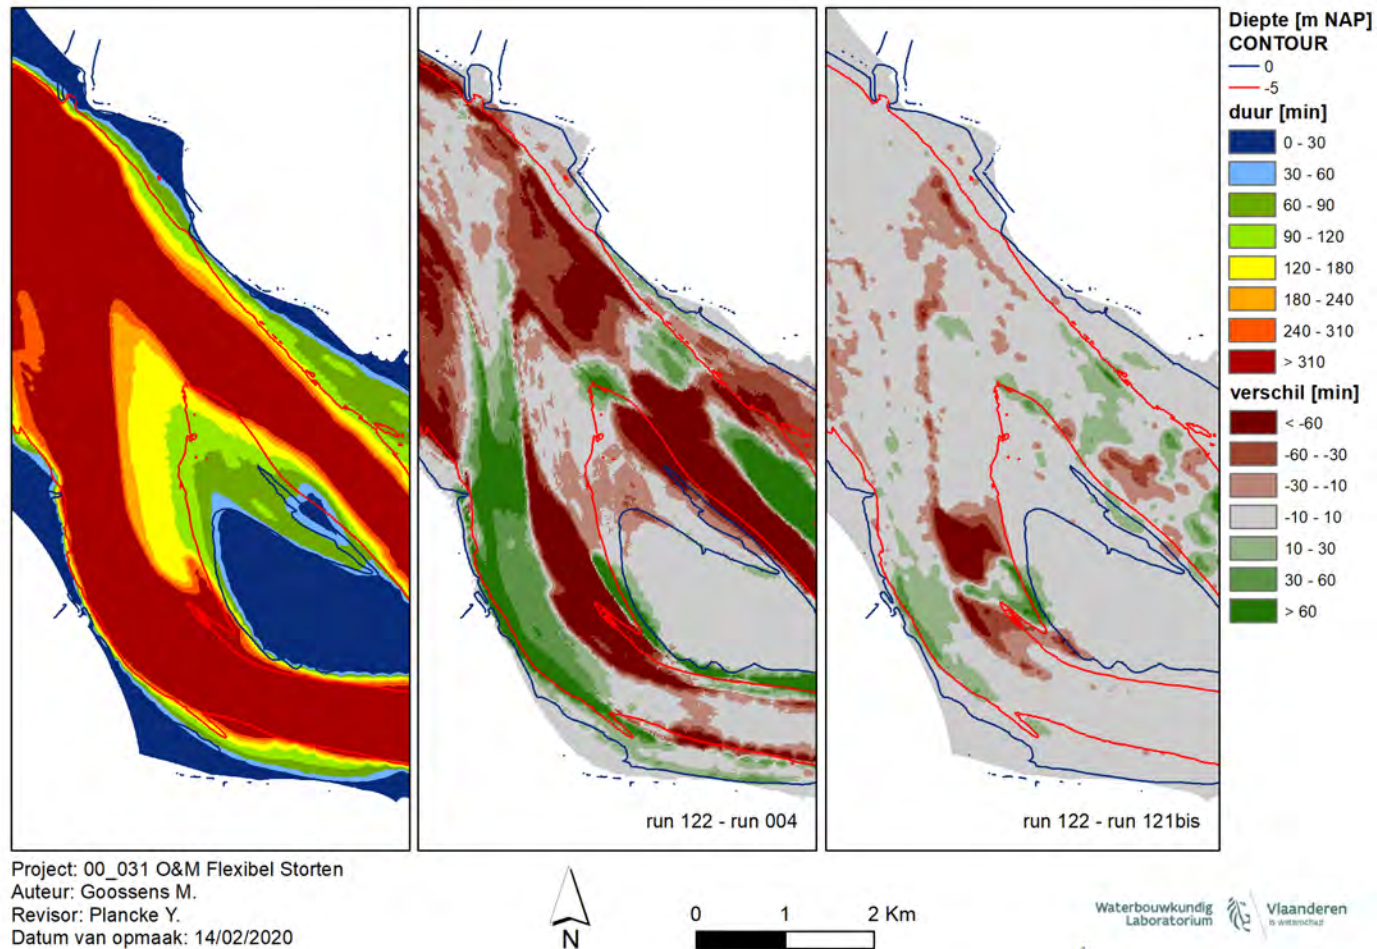 Diepte [m NAP]
CONTOUR
0
-5
duur [min]
0 - 30
30 - 60
60 - 90
90 - 120
120 - 180
180 - 240
240 - 310
> 310
verschil [min]
< -60
-60 - -30
-30 - -10
-10 - 10
10 - 30
30 - 60
> 60
run 122 - run 004
run 122 - run 121bis
Project: 00_031 O&M Flexibel Storten
Auteur: Goossens M.
Revisor: Plancke Y.
Datum van opmaak: 14/02/2020
N
0 1 2 Km
Waterbouwkundig
Laboratorium
Vlaanderen
is wetenschap